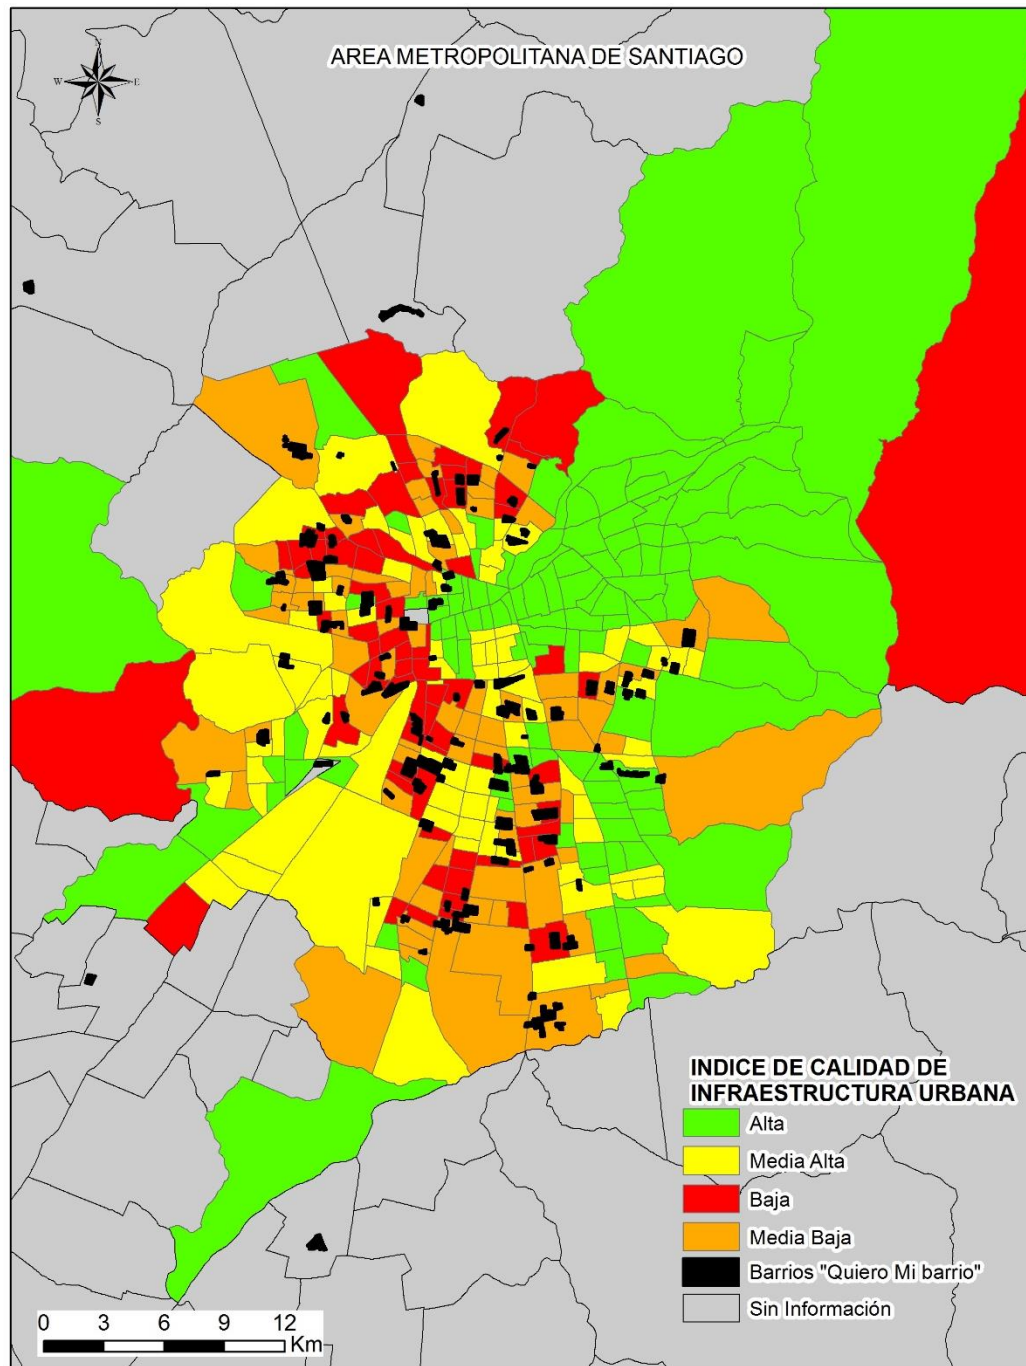 AREA METROPOLITANA DE SANTIAGO
N
W E
S
INDICE DE CALIDAD DE
INFRAESTRUCTURA URBANA
Alta
Media Alta
Baja
Media Baja
Barrios "Quiero Mi barrio"
Sin Información
0 3 6 9 12
Km